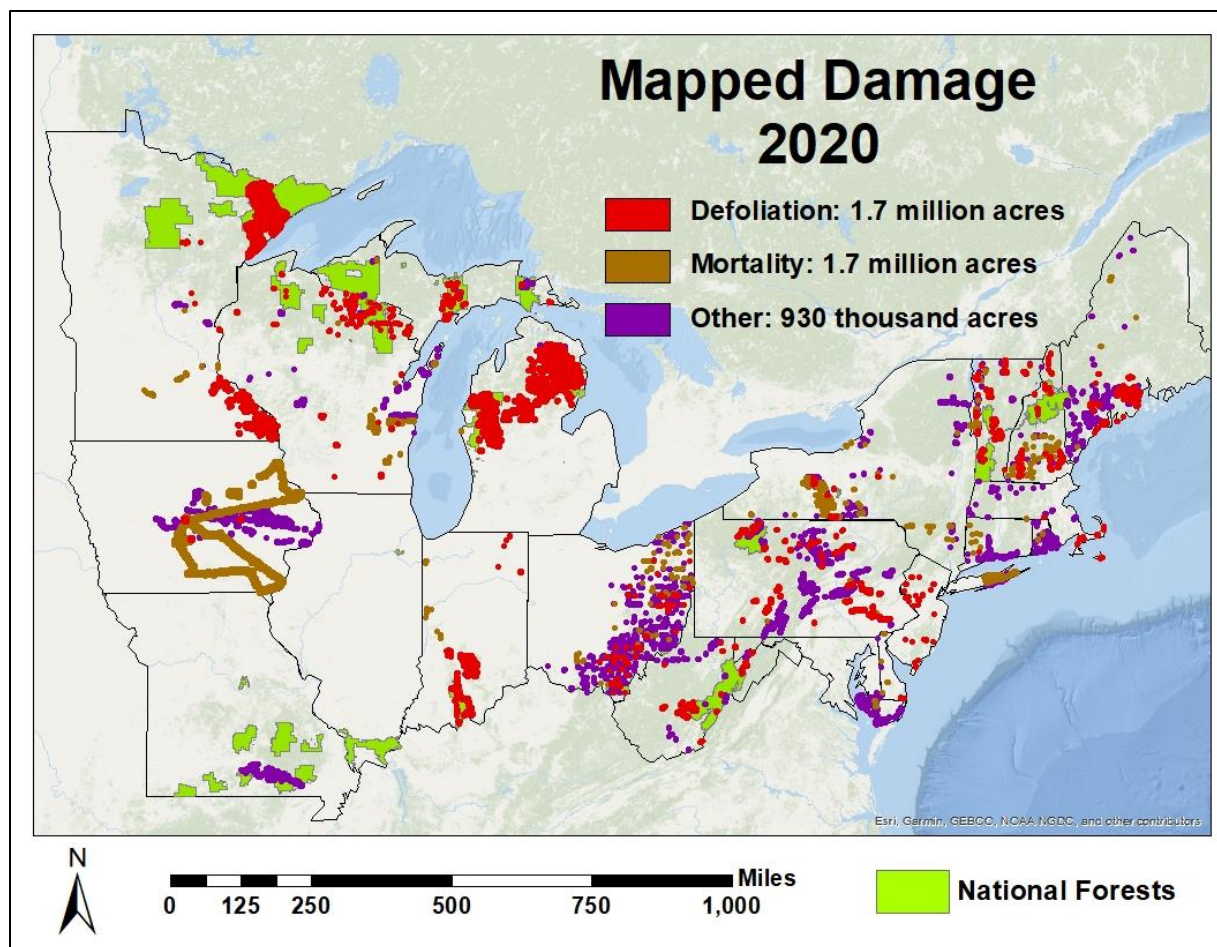 Mapped Damage
2020
Defoliation: 1.7 million acres
Mortality: 1.7 million acres
Other: 930 thousand acres
Esri, Garmin, GEBCO, NOAA NGDC, and other contributors
N
Miles
0 125 250 500 750 1,000
National Forests